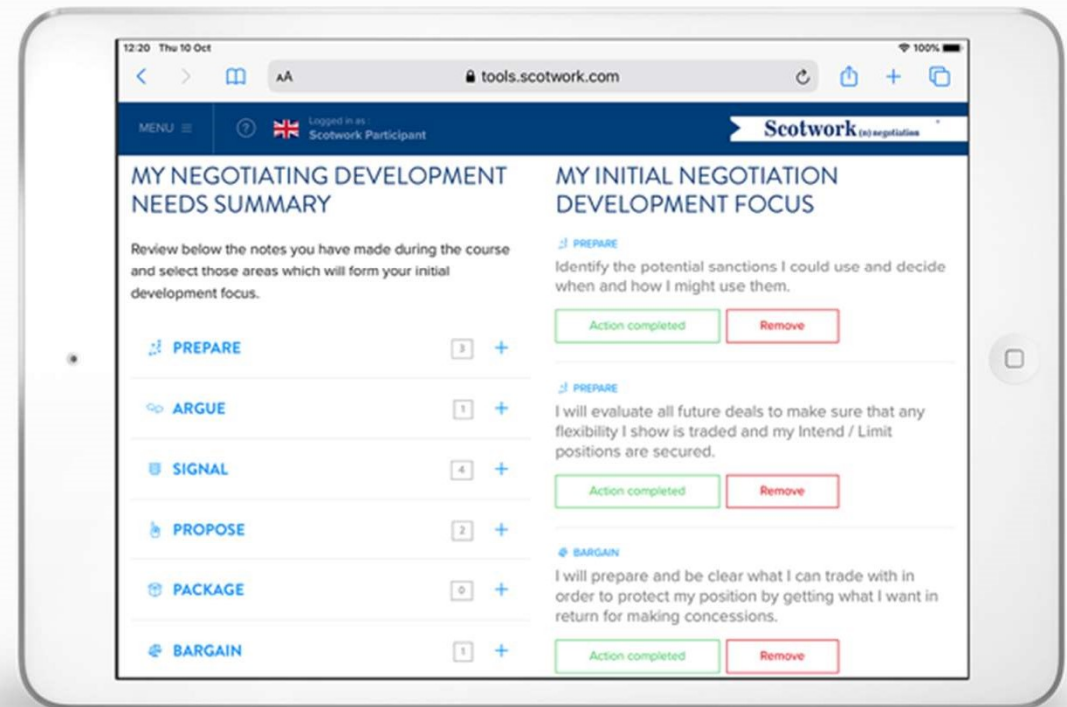 12:20 Thu 10 Oct
100%
AA
tools.scotwork.com
MENU
?
Logged in as :
Scotwork Participant
Scotwork (in) negotiation
MY NEGOTIATING DEVELOPMENT
NEEDS SUMMARY
Review below the notes you have made during the course
and select those areas which will form your initial
development focus.
PREPARE 3 +
ARGUE 1 +
SIGNAL 4 +
PROPOSE 2 +
PACKAGE 0 +
BARGAIN 1 +
MY INITIAL NEGOTIATION
DEVELOPMENT FOCUS
PREPARE
Identify the potential sanctions I could use and decide
when and how I might use them.
Action completed Remove
PREPARE
I will evaluate all future deals to make sure that any
flexibility I show is traded and my Intend / Limit
positions are secured.
Action completed Remove
BARGAIN
I will prepare and be clear what I can trade with in
order to protect my position by getting what I want in
return for making concessions.
Action completed Remove